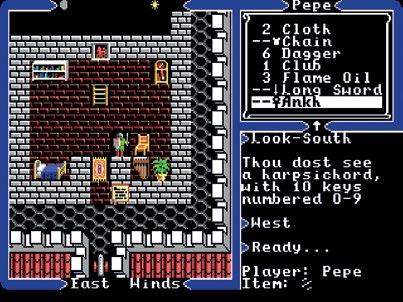 Pepe
2 Cloth
--Chain
6 Dagger
1 Club
3 Flame Oil
--Long Sword
--Ankh
Look-South
Thou dost see
a harpsichord,
with 10 keys
numbered 0-9
West
Ready...
Player: Pepe
Item:
East Winds